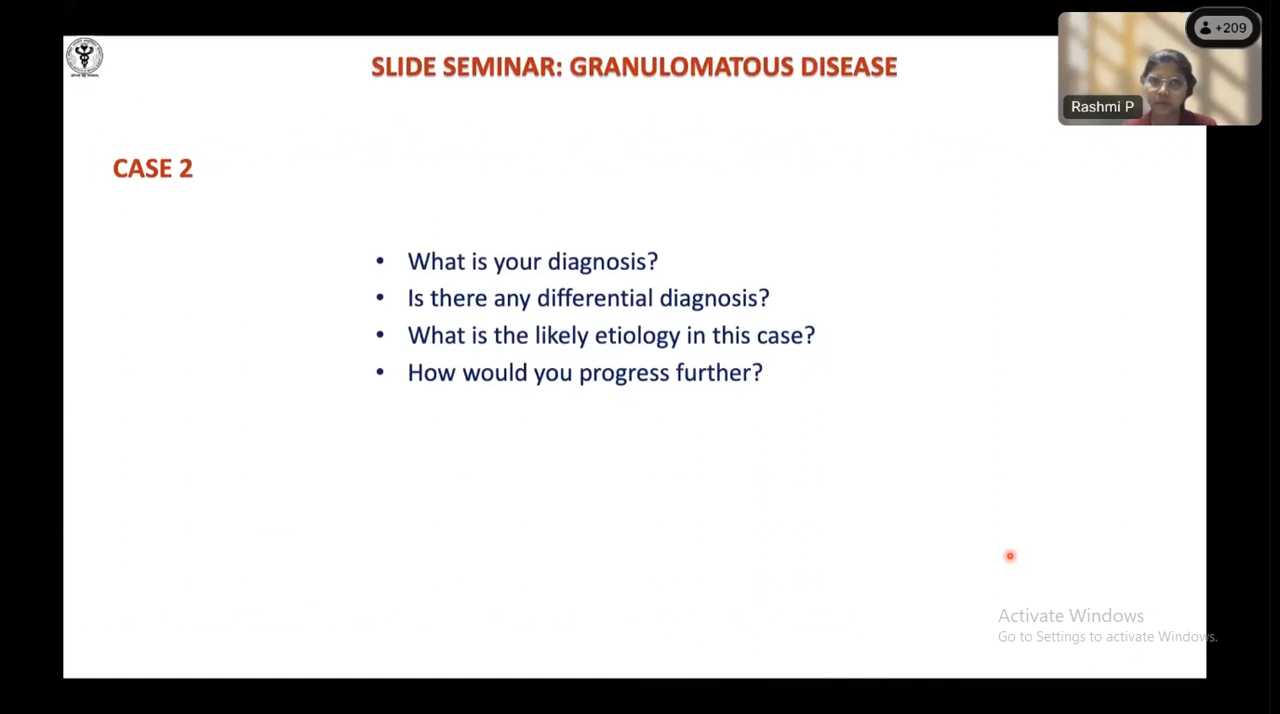 SLIDE SEMINAR: GRANULOMATOUS DISEASE
+209
Rashmi P
CASE 2
• What is your diagnosis?
• Is there any differential diagnosis?
• What is the likely etiology in this case?
• How would you progress further?
Activate Windows
Go to Settings to activate Windows.